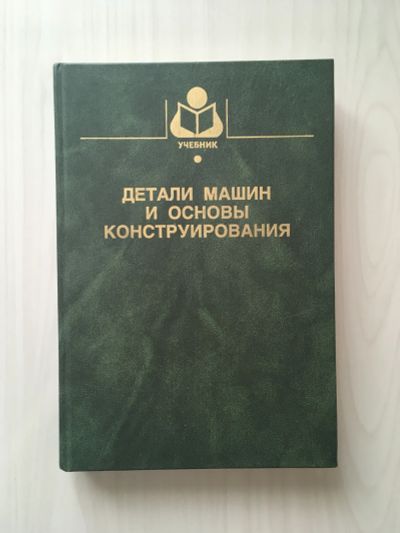 УЧЕБНИК
ДЕТАЛИ МАШИН
И ОСНОВЫ
КОНСТРУИРОВАНИЯ